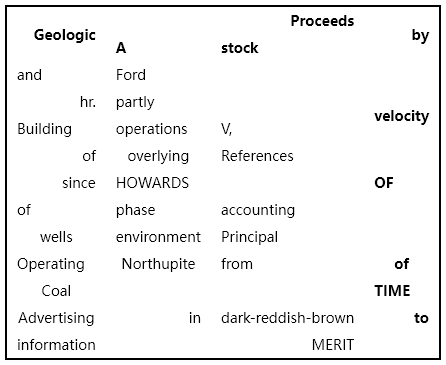 Proceeds
Geologic by
A stock
and Ford
hr. partly
velocity
Building operations V,
of overlying References
since HOWARDS OF
of phase accounting
wells environment Principal
Operating Northupite from of
Coal TIME
Advertising in dark-reddish-brown to
information MERIT